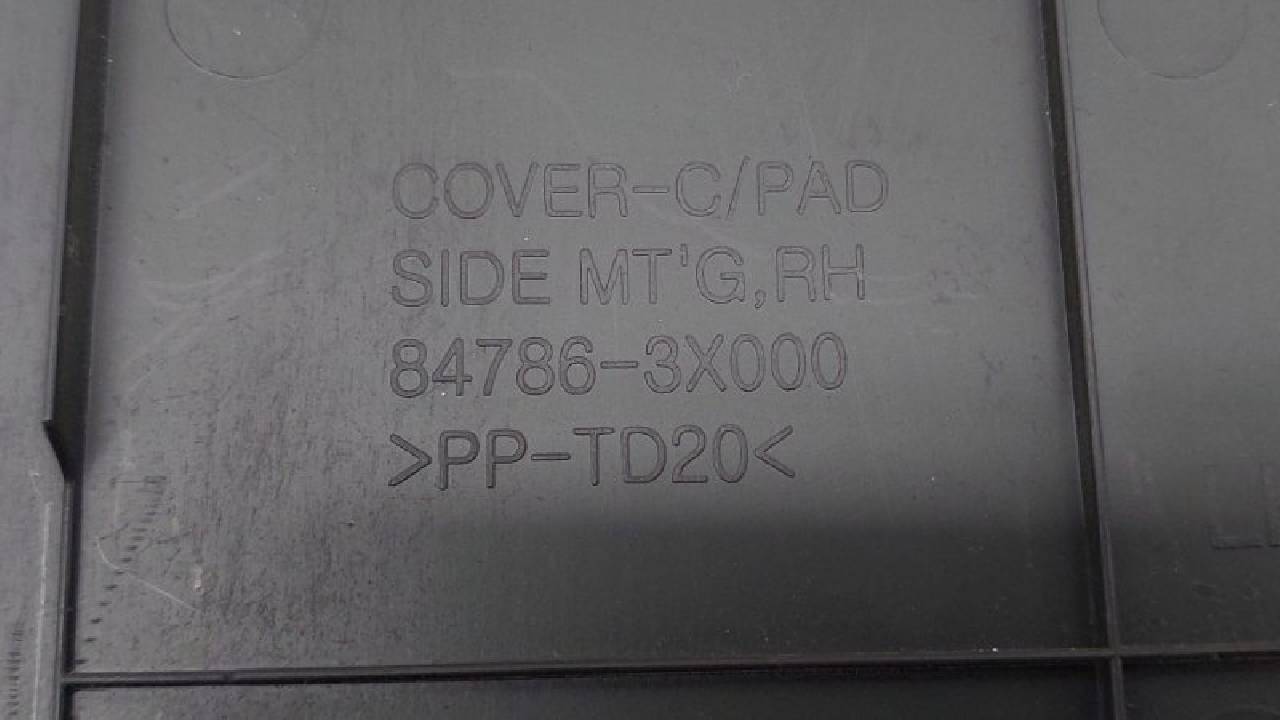 COVER-C/PAD
SIDE MT'G,RH
84786-3X000
>PP-TD20<